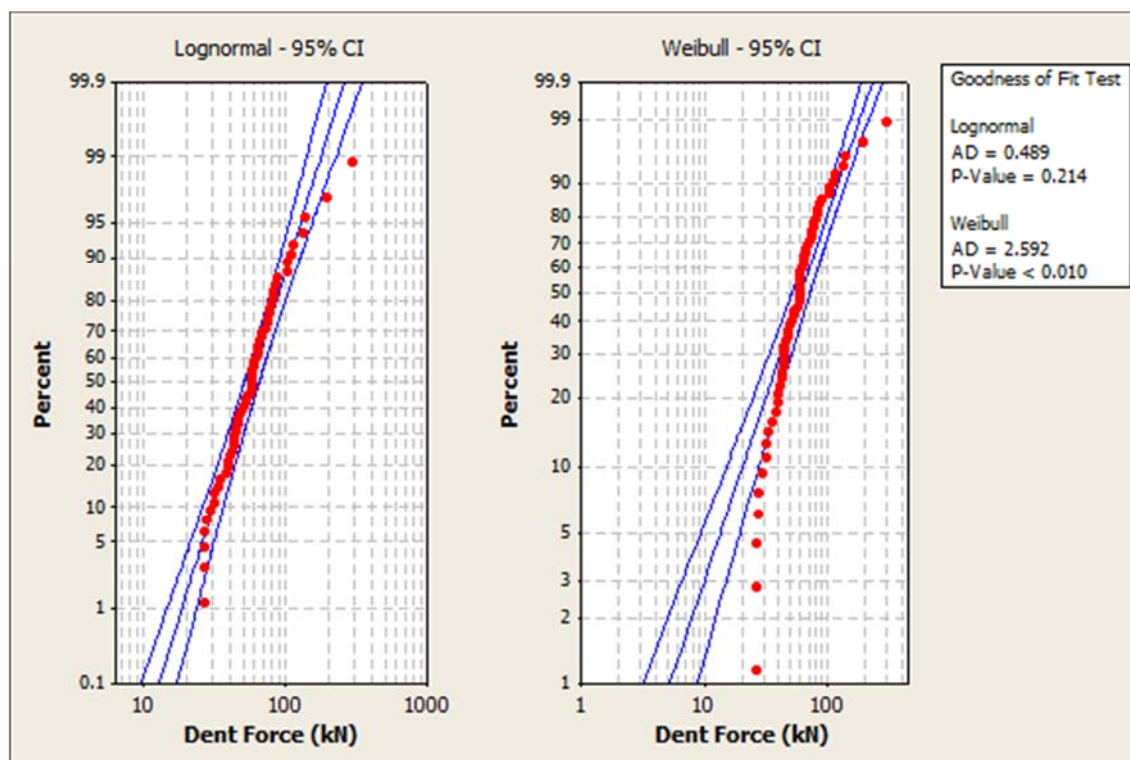 Lognormal - 95% CI
99.9
99
95
90
80
70
60
50
40
30
20
10
5
1
0.1
Percent
10
100
1000
Dent Force (kN)
Weibull - 95% CI
99.9
99
90
80
70
60
50
40
30
20
10
5
3
2
1
Percent
1
10
100
Dent Force (kN)
Goodness of Fit Test
Lognormal
AD = 0.489
P-Value = 0.214
Weibull
AD = 2.592
P-Value < 0.010